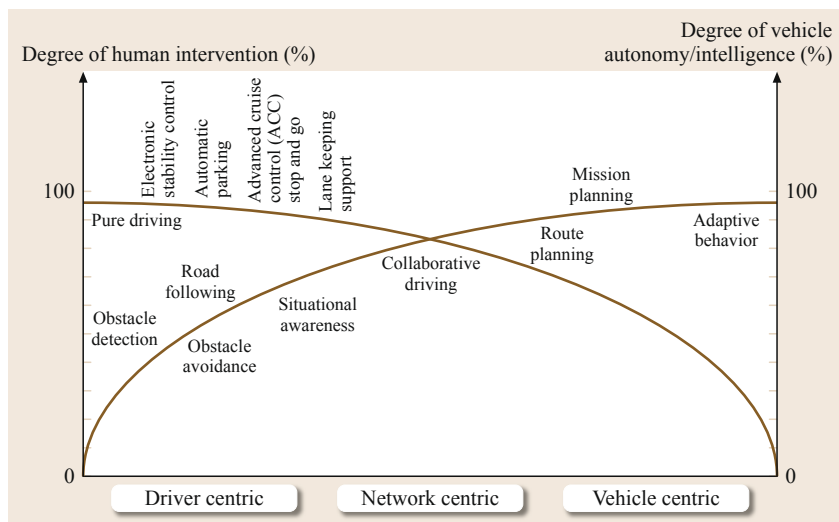 Degree of human intervention (%)
Degree of vehicle
autonomy/intelligence (%)
Electronic
stability control
Automatic
parking
Advanced cruise
control (ACC)
stop and go
Lane keeping
support
100
100
Mission
planning
Pure driving
Adaptive
behavior
Route
planning
Collaborative
driving
Road
following
Situational
awareness
Obstacle
detection
Obstacle
avoidance
0
0
Driver centric
Network centric
Vehicle centric